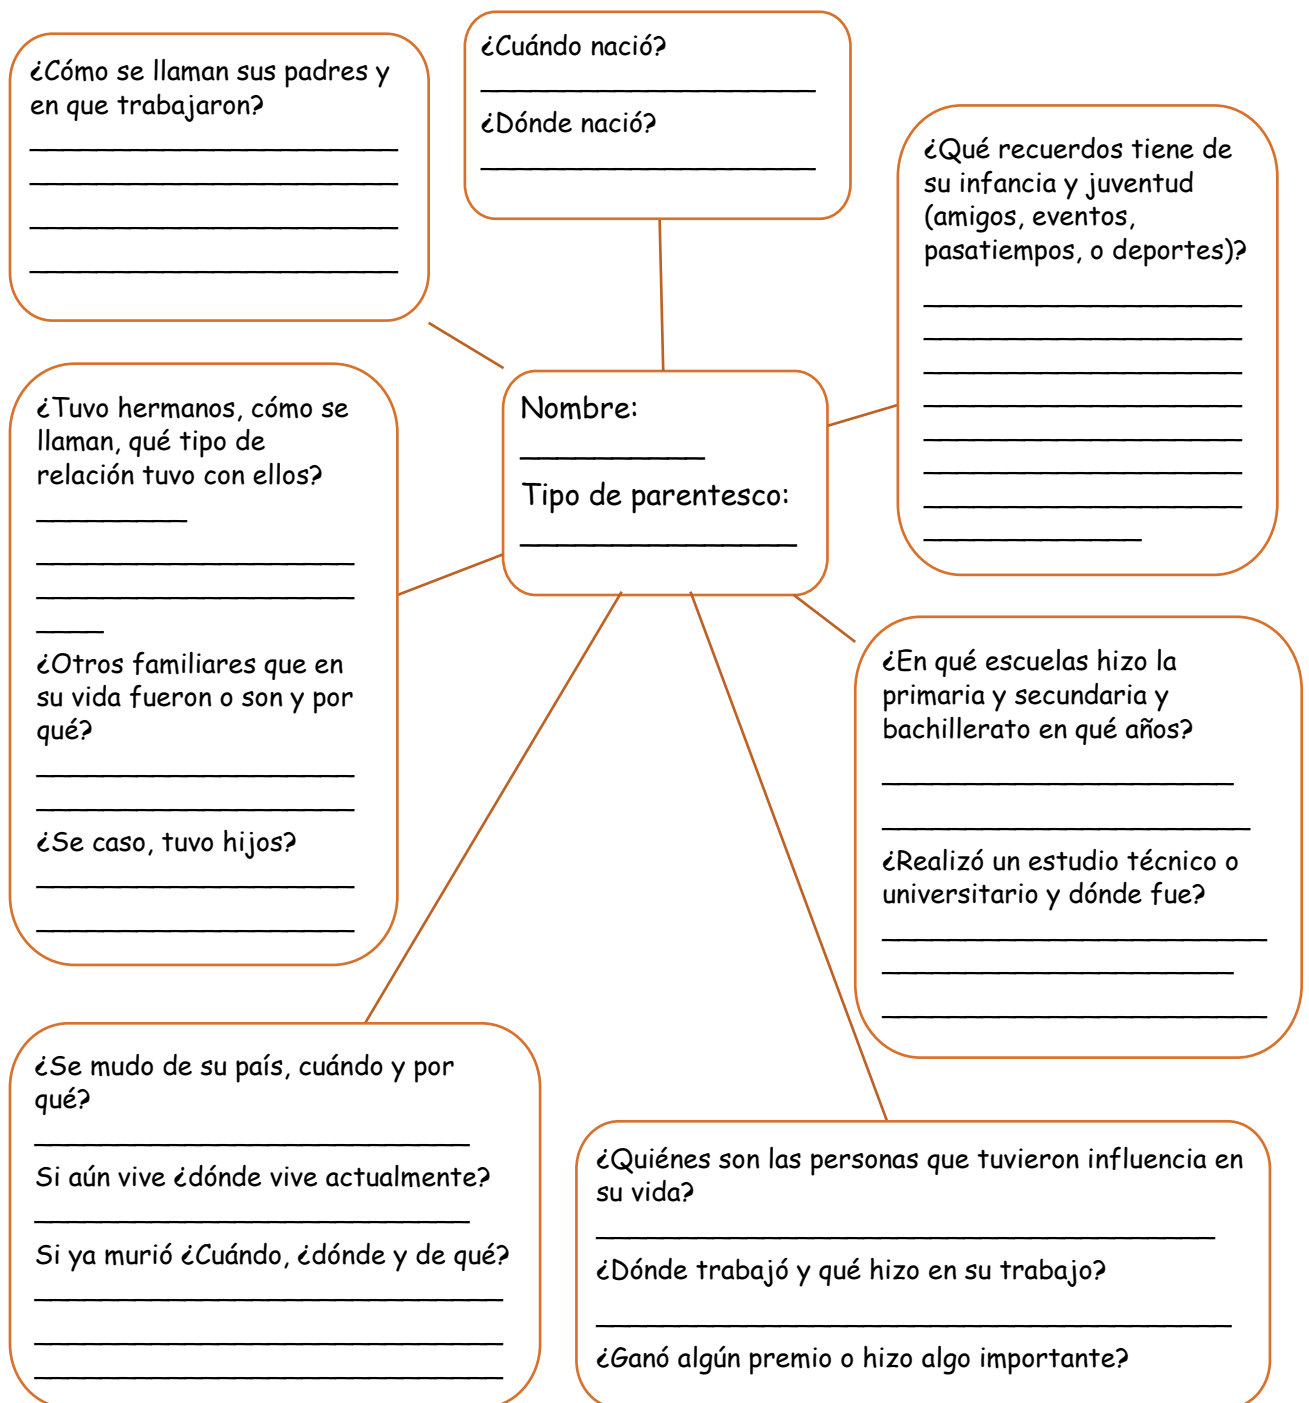 ¿Cómo se llaman sus padres y
en que trabajaron?
¿Cuándo nació?
¿Dónde nació?
¿Qué recuerdos tiene de
su infancia y juventud
(amigos, eventos,
pasatiempos, o deportes)?
Nombre:
Tipo de parentesco:
¿Tuvo hermanos, cómo se
llaman, qué tipo de
relación tuvo con ellos?
¿Otros familiares que en
su vida fueron o son y por
qué?
¿Se caso, tuvo hijos?
¿En qué escuelas hizo la
primaria y secundaria y
bachillerato en qué años?
¿Realizó un estudio técnico o
universitario y dónde fue?
¿Se mudo de su país, cuándo y por
qué?
Si aún vive ¿dónde vive actualmente?
Si ya murió ¿Cuándo, ¿dónde y de qué?
¿Quiénes son las personas que tuvieron influencia en
su vida?
¿Dónde trabajó y qué hizo en su trabajo?
¿Ganó algún premio o hizo algo importante?